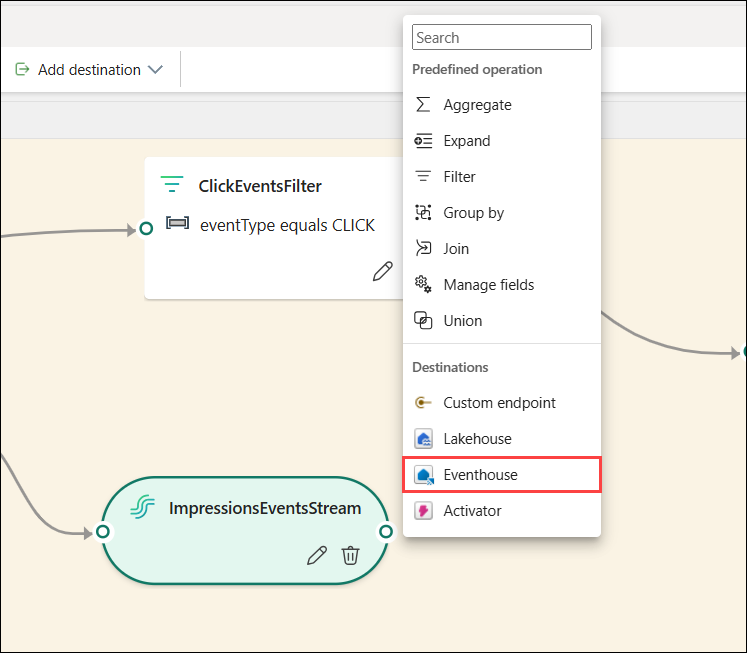 Add destination
ClickEventsFilter
eventType equals CLICK
ImpressionsEventsStream
Search
Predefined operation
Aggregate
Expand
Filter
Group by
Join
Manage fields
Union
Destinations
Custom endpoint
Lakehouse
Eventhouse
Activator